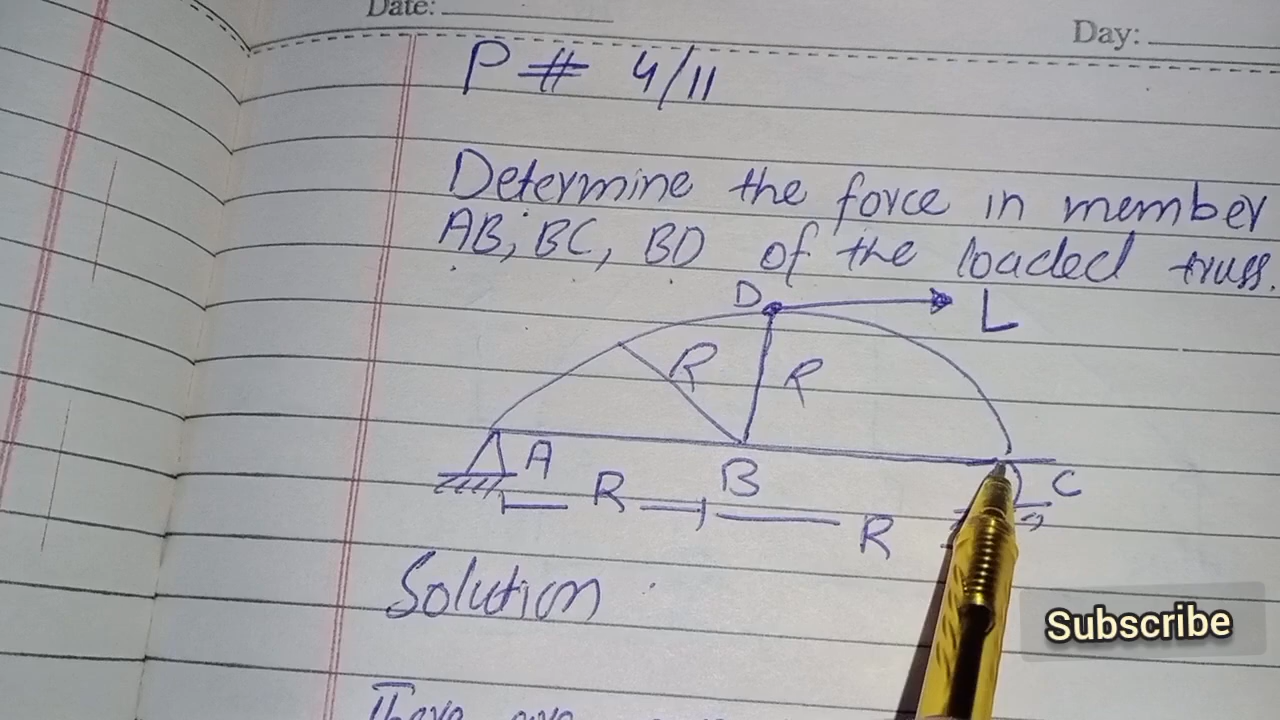 Date:
Day:
P # 4/11
Determine the force in member
AB, BC, BD of the loaded truss.
D
L
R
R
A
B
C
R
R
Solution
Subscribe